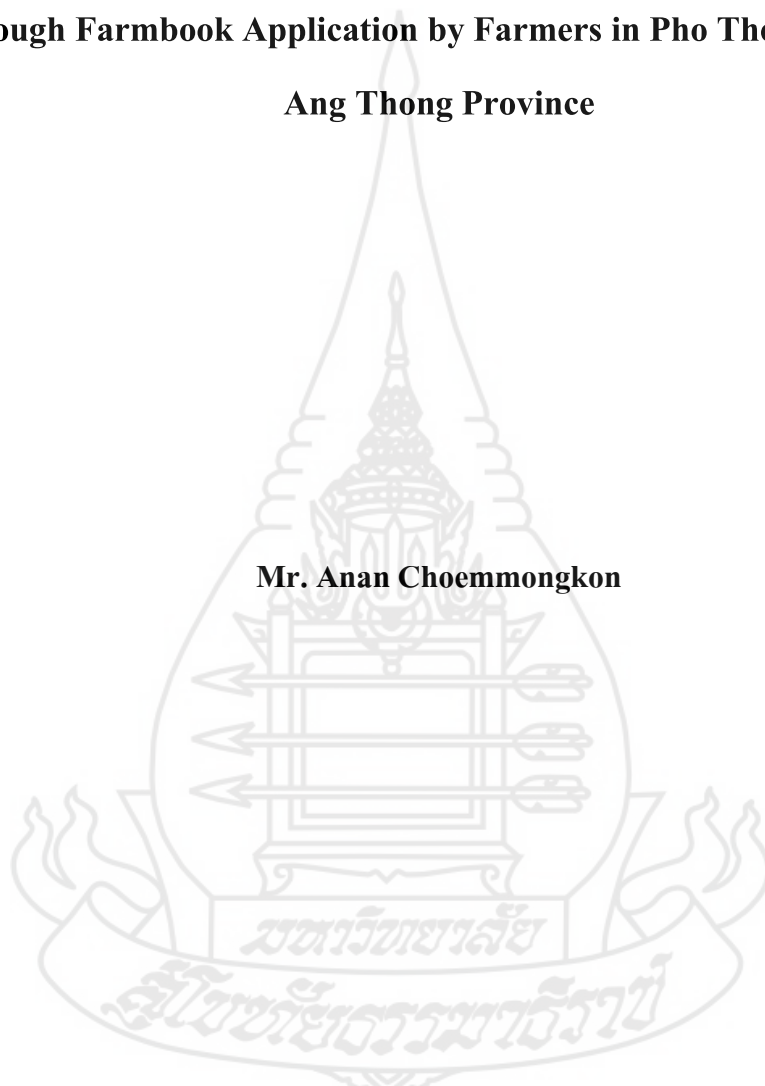 ough Farmbook Application by Farmers in Pho Tho
Ang Thong Province
Mr. Anan Choemmongkon
มหาวิทยาลัย
สุโขทัยธรรมาธิราช